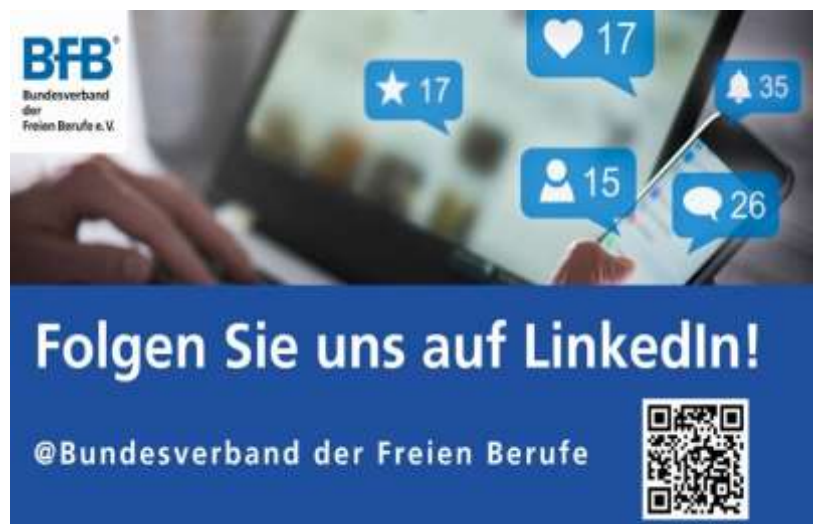 BFB®
Bundesverband
der
Freien Berufe e. V.
17
17
35
15
26
Folgen Sie uns auf LinkedIn!
@Bundesverband der Freien Berufe